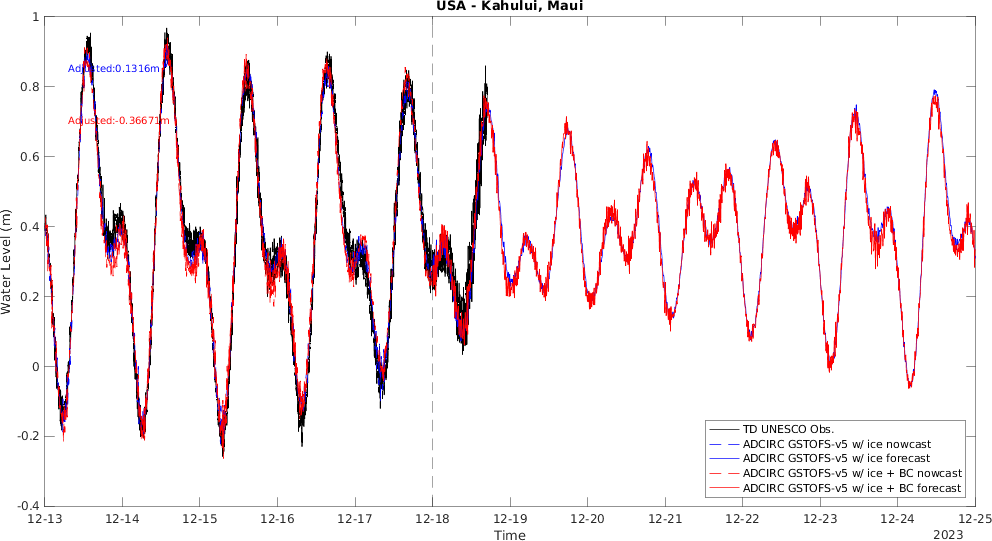 USA - Kahului, Maui
1
0.8
0.6
0.4
0.2
0
-0.2
-0.4
Water Level (m)
Adjusted:0.1316m
Adjusted:-0.36671m
TD UNESCO Obs.
ADCIRC GSTOFS-v5 w/ ice nowcast
ADCIRC GSTOFS-v5 w/ ice forecast
ADCIRC GSTOFS-v5 w/ ice + BC nowcast
ADCIRC GSTOFS-v5 w/ ice + BC forecast
12-13 12-14 12-15 12-16 12-17 12-18 12-19 12-20 12-21 12-22 12-23 12-24 12-25
Time
2023